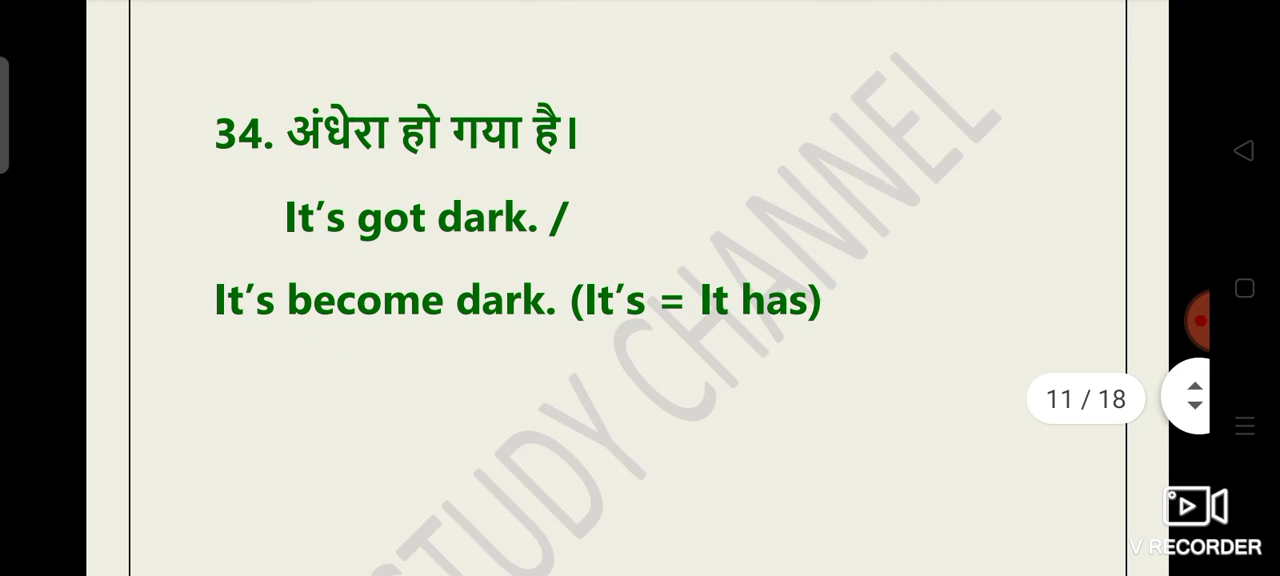 34. अंधेरा हो गया है।
It’s got dark. /
It’s become dark. (It’s = It has)
STUDY CHANNEL
11 / 18
V RECORDER